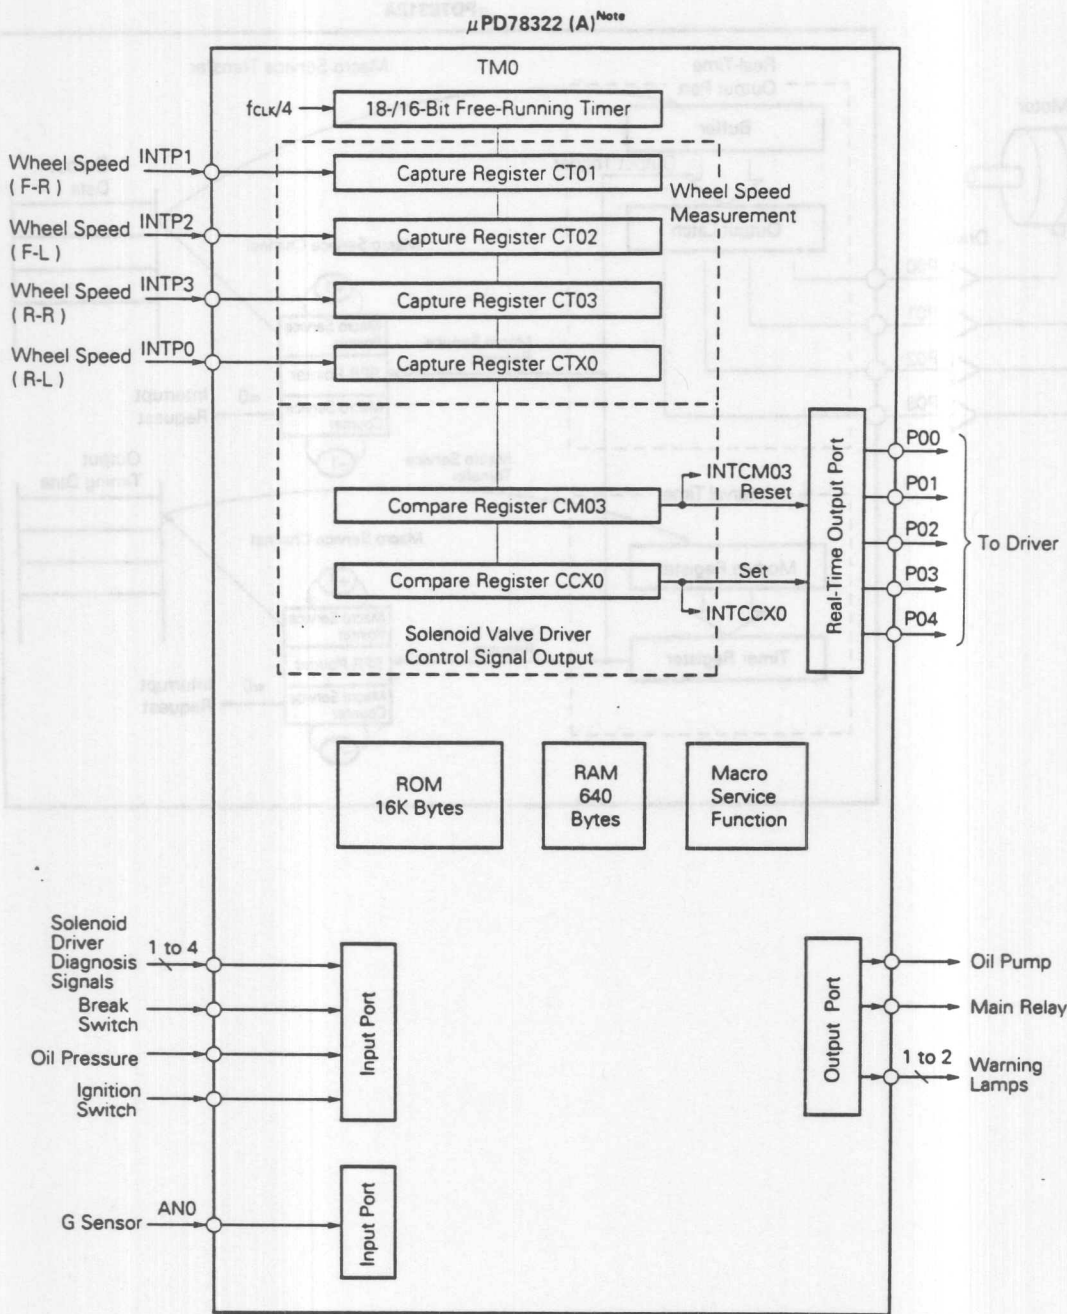 μPD78322 (A)Note
TM0
fCLK/4
18-/16-Bit Free-Running Timer
Wheel Speed
( F-R )
INTP1
Capture Register CT01
Wheel Speed
Measurement
Wheel Speed
( F-L )
INTP2
Capture Register CT02
Wheel Speed
( R-R )
INTP3
Capture Register CT03
Wheel Speed
( R-L )
INTP0
Capture Register CTX0
Compare Register CM03
INTCM03
Reset
Compare Register CCX0
Set
INTCCX0
Solenoid Valve Driver
Control Signal Output
Real-Time Output Port
P00
P01
P02
P03
P04
To Driver
ROM
16K Bytes
RAM
640
Bytes
Macro
Service
Function
Solenoid
Driver
Diagnosis
Signals
1 to 4
Break
Switch
Oil Pressure
Ignition
Switch
Input Port
Output Port
Oil Pump
Main Relay
1 to 2
Warning
Lamps
G Sensor
AN0
Input Port